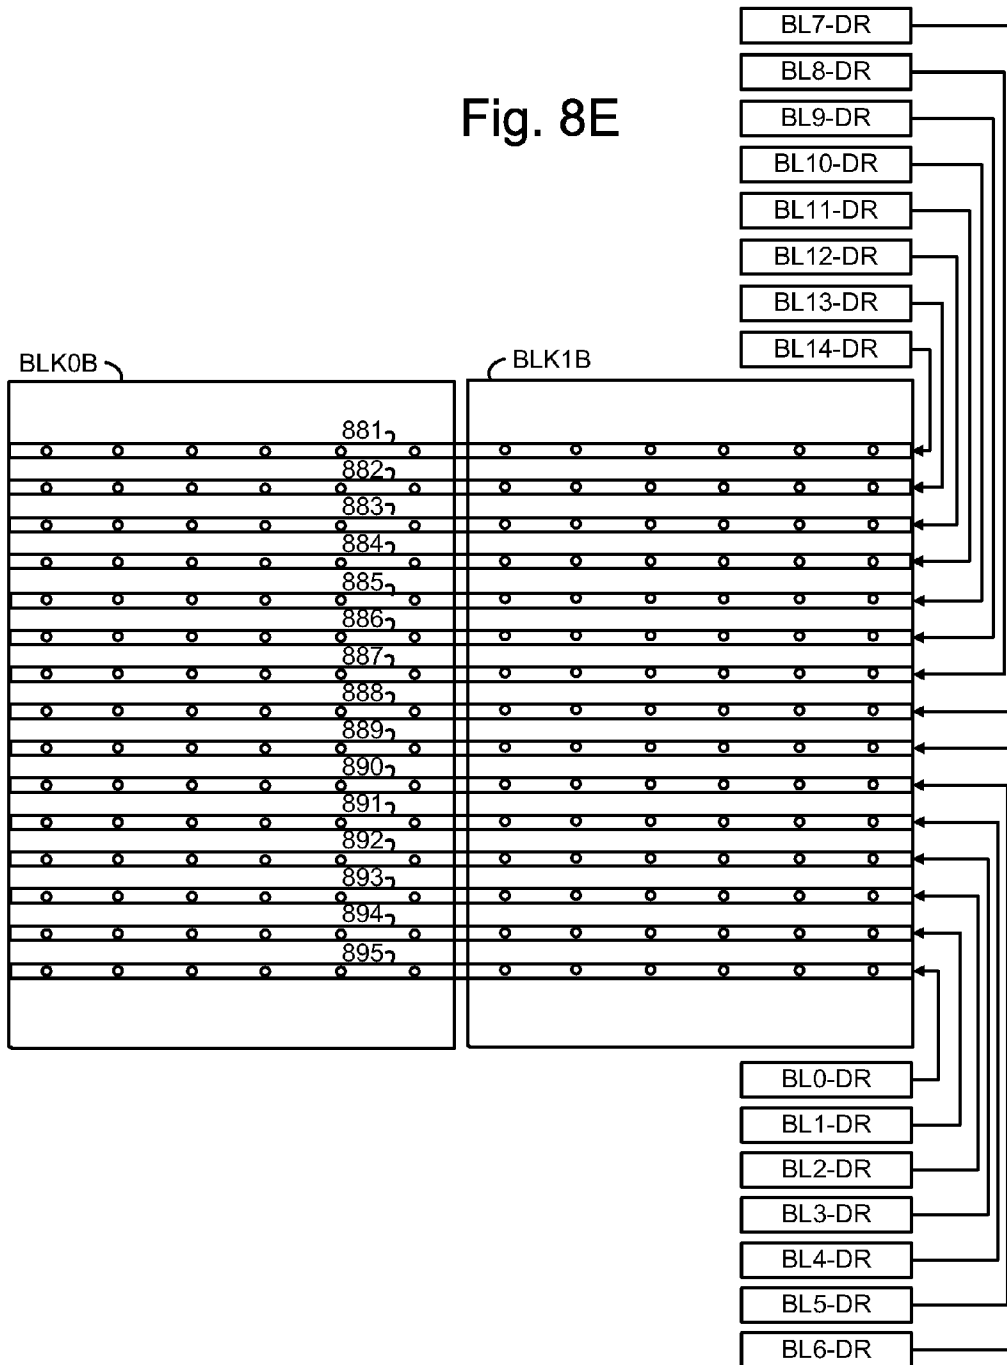 BL7-DR
BL8-DR
Fig. 8E
BL9-DR
BL10-DR
BL11-DR
BL12-DR
BL13-DR
BL14-DR
BLK0B
BLK1B
881
882
883
884
885
886
887
888
889
890
891
892
893
894
895
BL0-DR
BL1-DR
BL2-DR
BL3-DR
BL4-DR
BL5-DR
BL6-DR